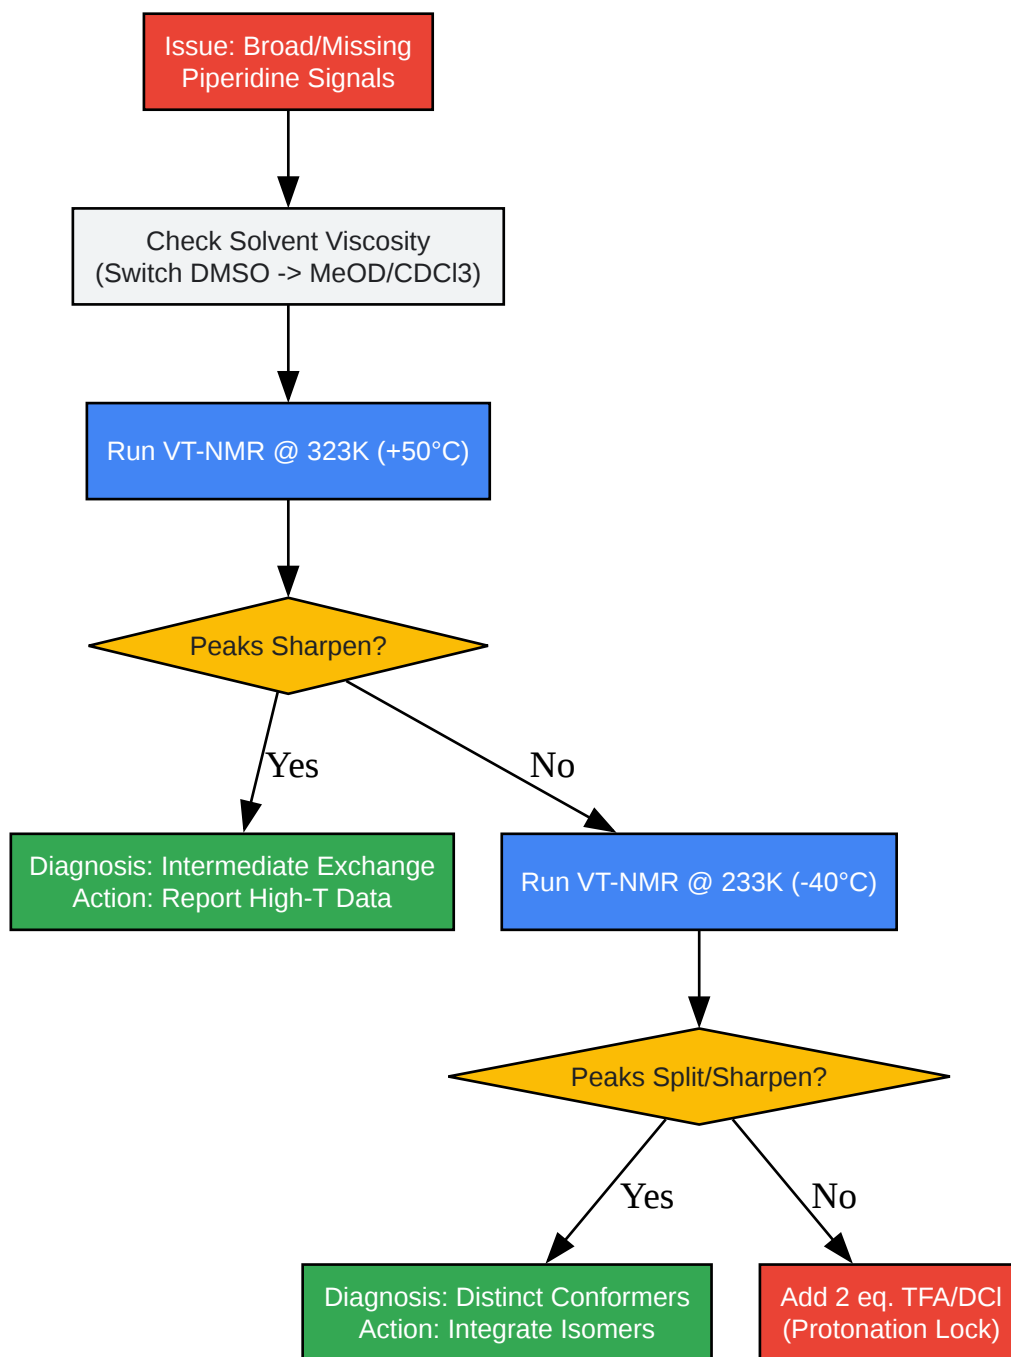 Issue: Broad/Missing
Piperidine Signals
Check Solvent Viscosity
(Switch DMSO -> MeOD/CDCl3)
Run VT-NMR @ 323K (+50°C)
Peaks Sharpen?
Yes
No
Diagnosis: Intermediate Exchange
Action: Report High-T Data
Run VT-NMR @ 233K (-40°C)
Peaks Split/Sharpen?
Yes
No
Diagnosis: Distinct Conformers
Action: Integrate Isomers
Add 2 eq. TFA/DCl
(Protonation Lock)